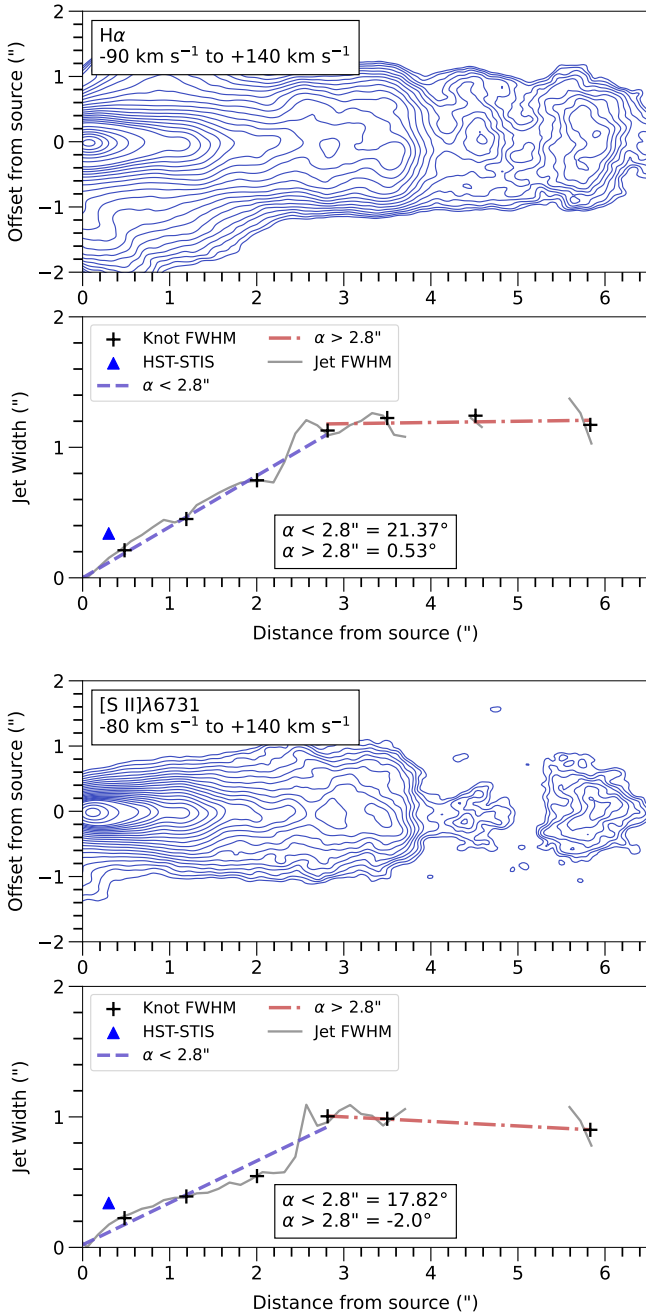 Hα
-90 km s⁻¹ to +140 km s⁻¹
Offset from source (")
2
1
0
−1
−2
0 1 2 3 4 5 6
Knot FWHM
HST-STIS
α < 2.8"
α > 2.8"
Jet FWHM
Jet Width (")
2
1
0
α < 2.8" = 21.37°
α > 2.8" = 0.53°
0 1 2 3 4 5 6
Distance from source (")
[S II]λ6731
-80 km s⁻¹ to +140 km s⁻¹
Offset from source (")
2
1
0
−1
−2
0 1 2 3 4 5 6
Knot FWHM
HST-STIS
α < 2.8"
α > 2.8"
Jet FWHM
Jet Width (")
2
1
0
α < 2.8" = 17.82°
α > 2.8" = -2.0°
0 1 2 3 4 5 6
Distance from source (")